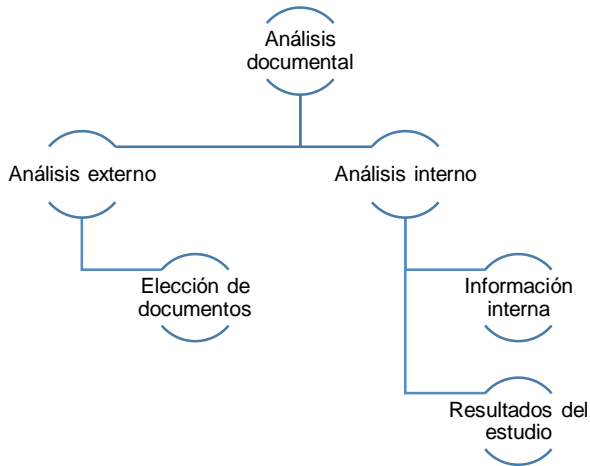 Análisis
documental
Análisis externo
Análisis interno
Elección de
documentos
Información
interna
Resultados del
estudio